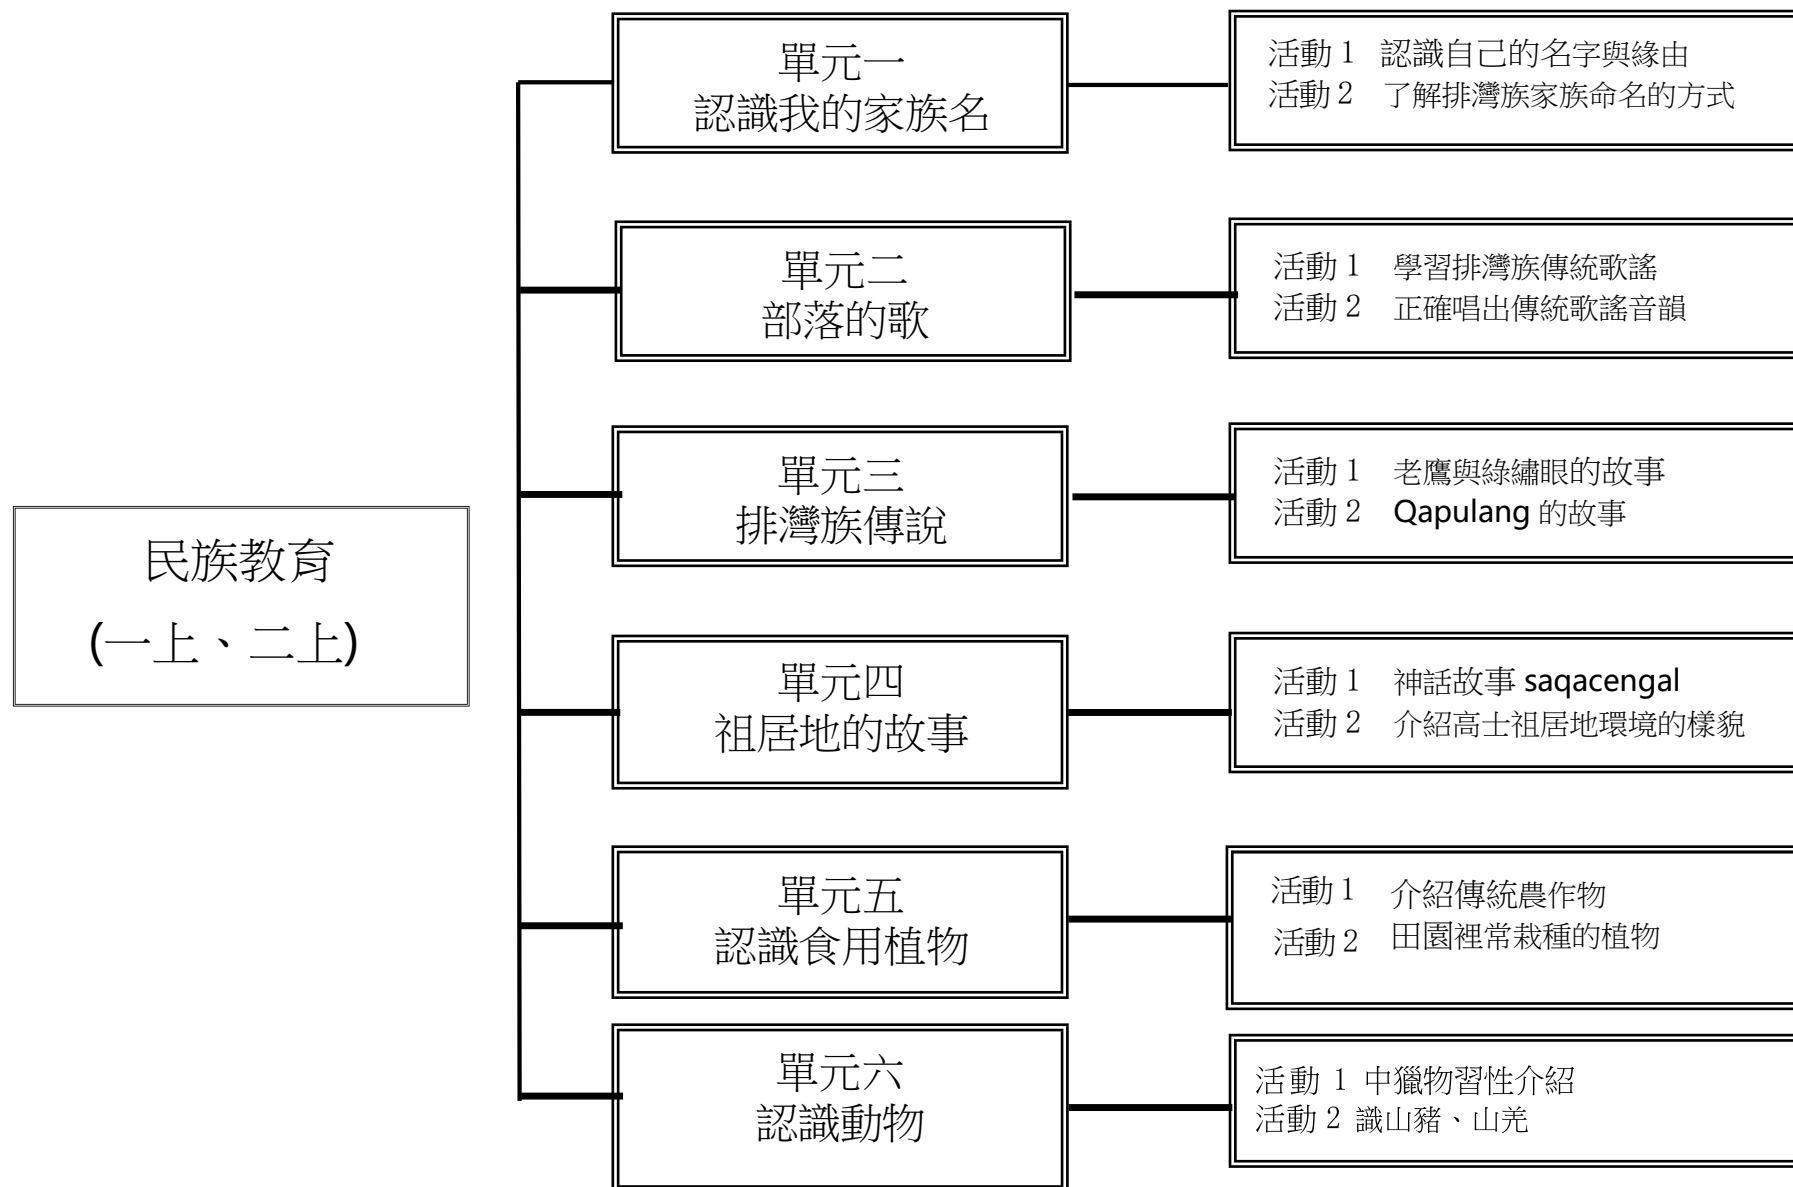 民族教育
(一上、二上)
單元一
認識我的家族名
活動1 認識自己的名字與緣由
活動2 了解排灣族家族命名的方式
單元二
部落的歌
活動1 學習排灣族傳統歌謠
活動2 正確唱出傳統歌謠音韻
單元三
排灣族傳說
活動1 老鷹與綠繡眼的故事
活動2 Qapulang 的故事
單元四
祖居地的故事
活動1 神話故事 saqacengal
活動2 介紹高士祖居地環境的樣貌
單元五
認識食用植物
活動1 介紹傳統農作物
活動2 田園裡常栽種的植物
單元六
認識動物
活動 1 中獵物習性介紹
活動 2 識山豬、山羌